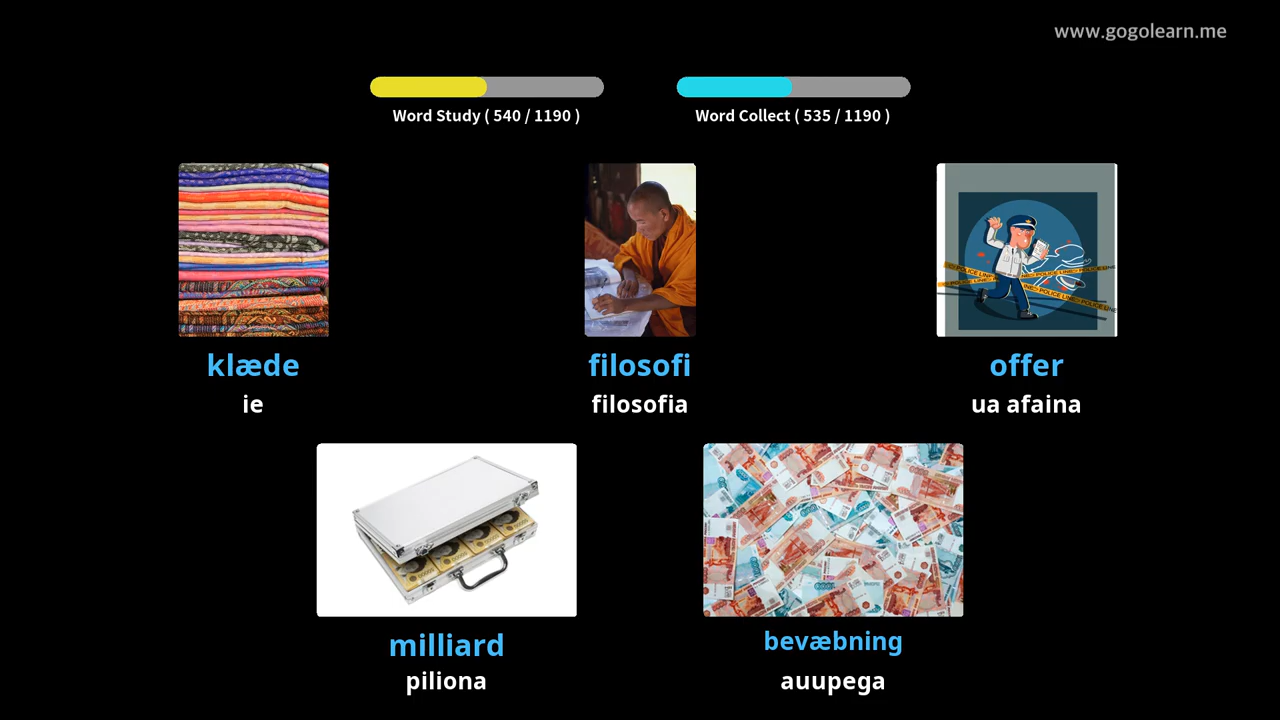 www.gogolearn.me
Word Study ( 540 / 1190 )
Word Collect ( 535 / 1190 )
klæde
filosofi
offer
ie
filosofia
ua afaina
milliard
bevæbning
piliona
auupega